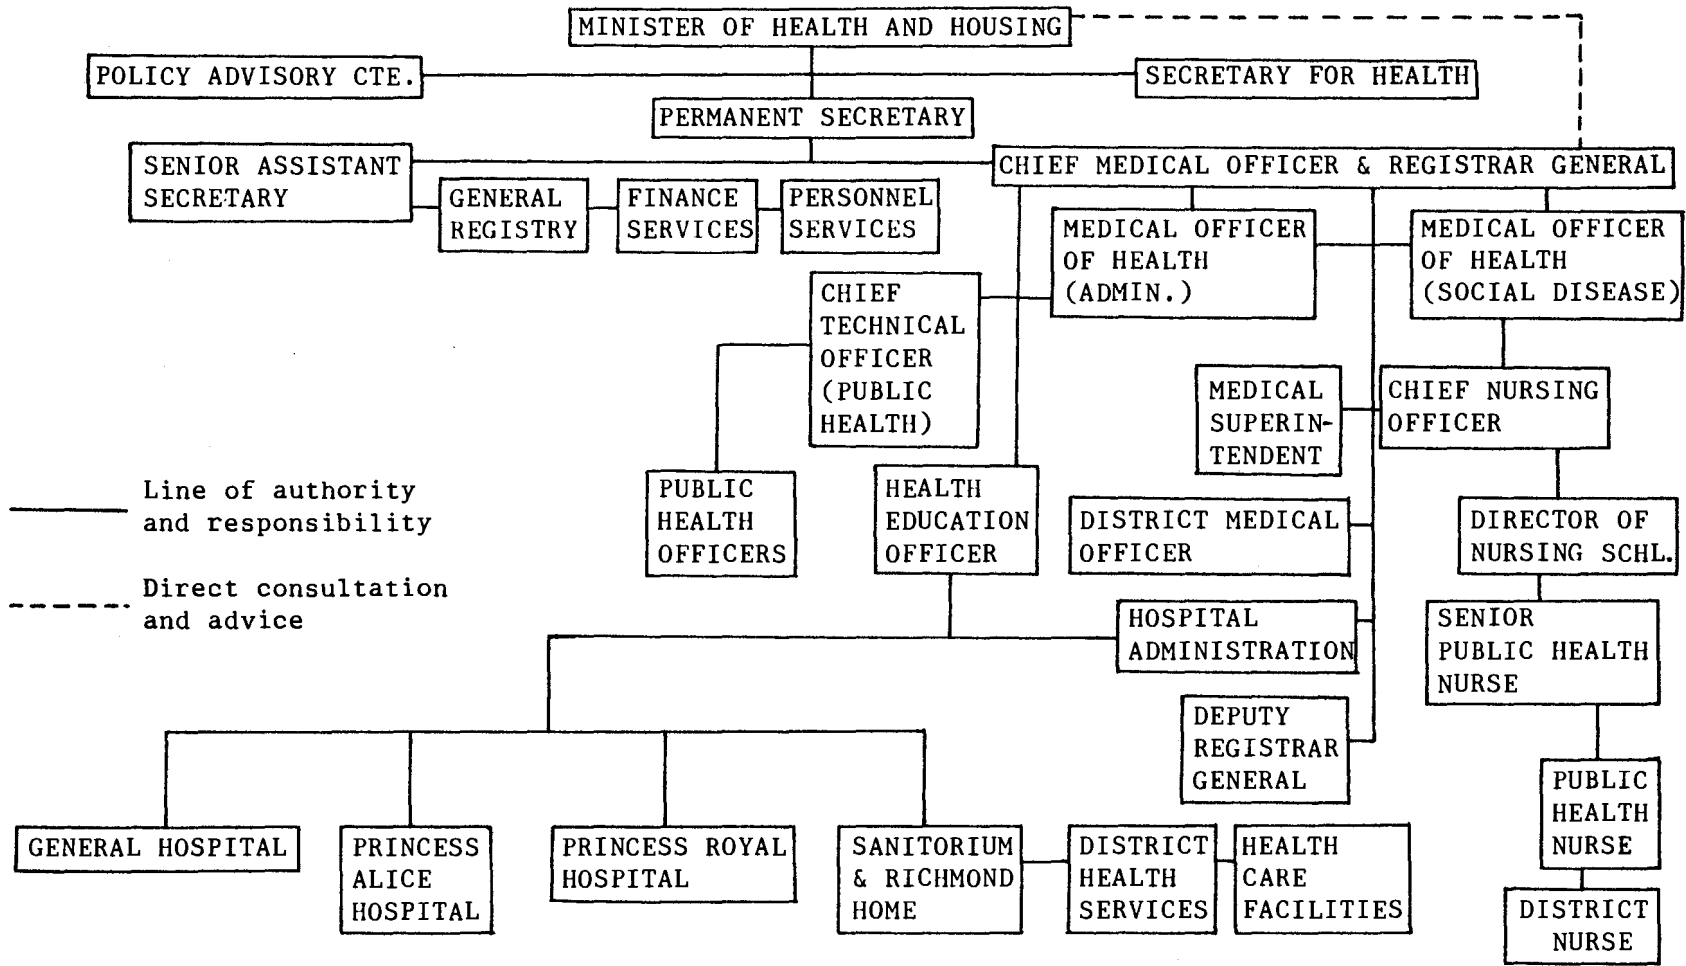 MINISTER OF HEALTH AND HOUSING
POLICY ADVISORY CTE.
SECRETARY FOR HEALTH
PERMANENT SECRETARY
SENIOR ASSISTANT
SECRETARY
CHIEF MEDICAL OFFICER & REGISTRAR GENERAL
GENERAL
REGISTRY
FINANCE
SERVICES
PERSONNEL
SERVICES
MEDICAL OFFICER
OF HEALTH
(ADMIN.)
MEDICAL OFFICER
OF HEALTH
(SOCIAL DISEASE)
CHIEF
TECHNICAL
OFFICER
(PUBLIC
HEALTH)
MEDICAL
SUPERIN-
TENDENT
CHIEF NURSING
OFFICER
Line of authority
and responsibility
Direct consultation
and advice
PUBLIC
HEALTH
OFFICERS
HEALTH
EDUCATION
OFFICER
DISTRICT MEDICAL
OFFICER
DIRECTOR OF
NURSING SCHL.
HOSPITAL
ADMINISTRATION
SENIOR
PUBLIC HEALTH
NURSE
DEPUTY
REGISTRAR
GENERAL
PUBLIC
HEALTH
NURSE
GENERAL HOSPITAL
PRINCESS
ALICE
HOSPITAL
PRINCESS ROYAL
HOSPITAL
SANITORIUM
& RICHMOND
HOME
DISTRICT
HEALTH
SERVICES
HEALTH
CARE
FACILITIES
DISTRICT
NURSE